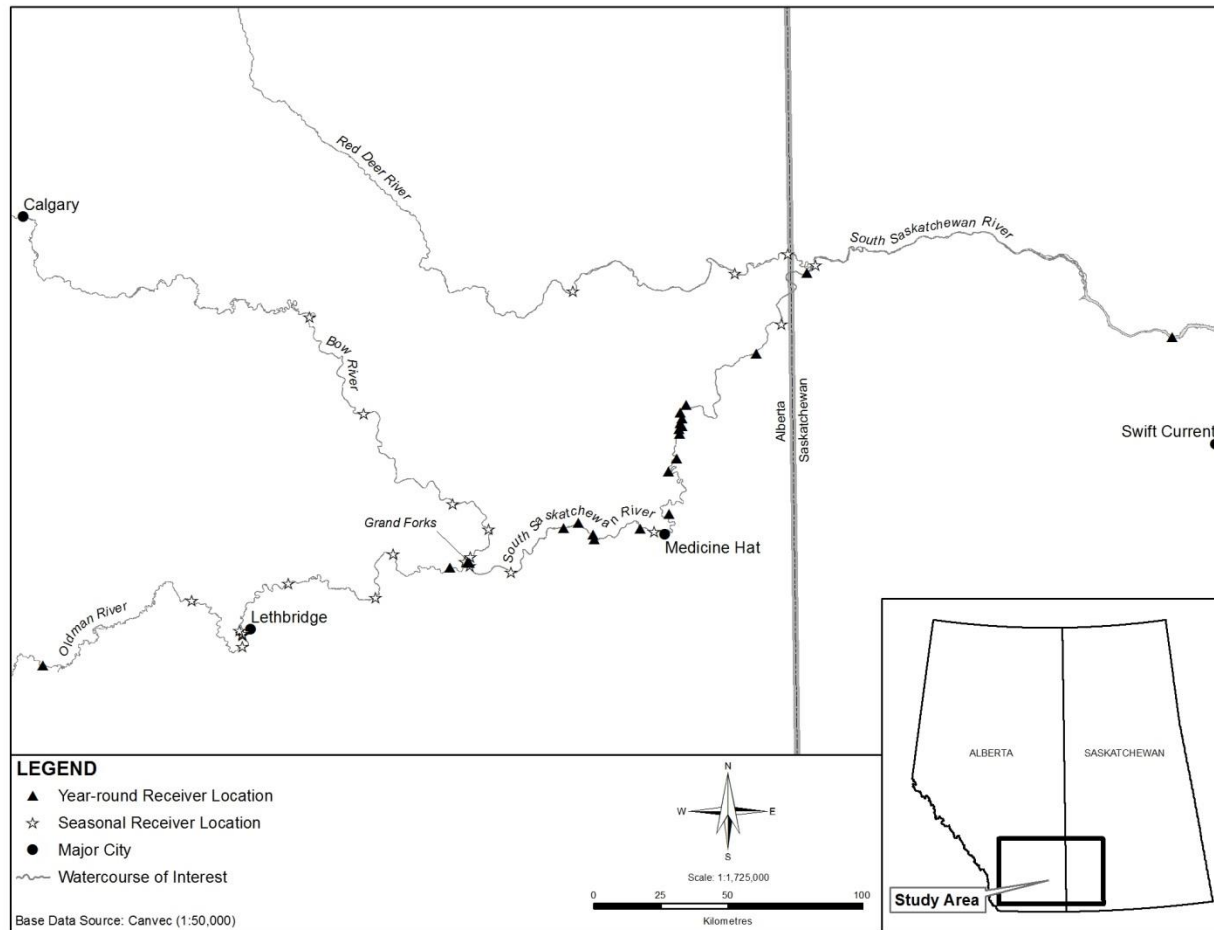 Red Deer River
Calgary
South Saskatchewan River
Bow River
Alberta
Saskatchewan
Swift Current
Grand Forks
South Saskatchewan River
Medicine Hat
Oldman River
Lethbridge
LEGEND
Year-round Receiver Location
Seasonal Receiver Location
Major City
Watercourse of Interest
Base Data Source: Canvec (1:50,000)
N
W
E
S
Scale: 1:1,725,000
0 25 50 100
Kilometres
ALBERTA
SASKATCHEWAN
Study Area